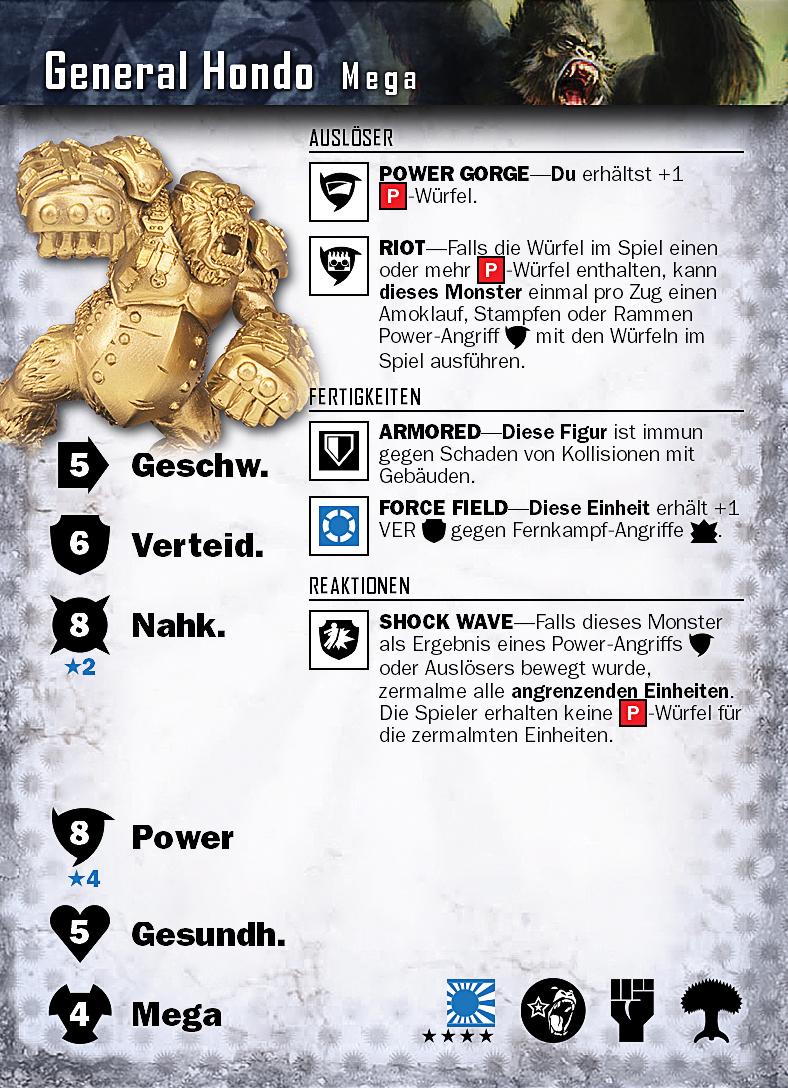 General Hondo Mega
AUSLÖSER
POWER GORGE—Du erhältst +1
P-Würfel.
RIOT—Falls die Würfel im Spiel einen
oder mehr P-Würfel enthalten, kann
dieses Monster einmal pro Zug einen
Amoklauf, Stampfen oder Rammen
Power-Angriff mit den Würfeln im
Spiel ausführen.
FERTIGKEITEN
ARMORED—Diese Figur ist immun
gegen Schaden von Kollisionen mit
Gebäuden.
FORCE FIELD—Diese Einheit erhält +1
VER gegen Fernkampf-Angriffe .
REAKTIONEN
SHOCK WAVE—Falls dieses Monster
als Ergebnis eines Power-Angriffs
oder Auslösers bewegt wurde,
zermalme alle angrenzenden Einheiten.
Die Spieler erhalten keine P-Würfel für
die zermalmten Einheiten.
5 Geschw.
6 Verteid.
8 Nahk.
★2
8 Power
★4
5 Gesundh.
4 Mega
★★★★